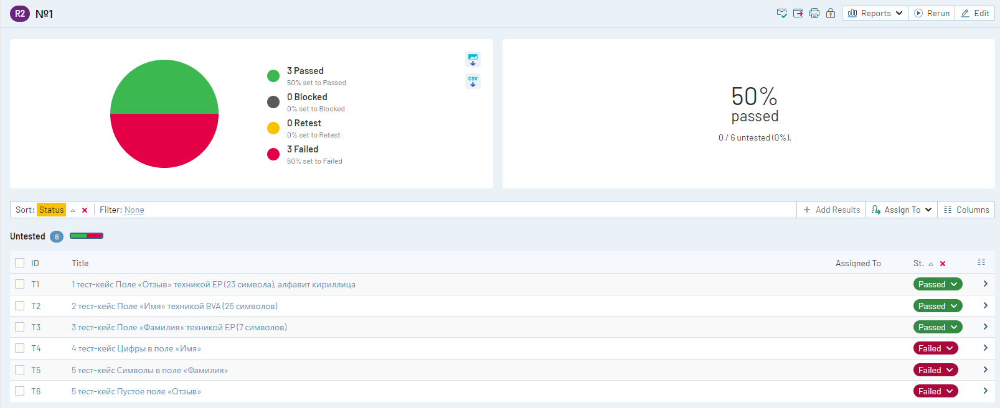 R2 №1
Reports Rerun Edit
3 Passed
50% set to Passed
0 Blocked
0% set to Blocked
0 Retest
0% set to Retest
3 Failed
50% set to Failed
CSV
50%
passed
0 / 6 untested (0%).
Sort: Status Filter: None
+ Add Results Assign To Columns
Untested 6
ID Title Assigned To St.
T1 1 тест-кейс Поле «Отзыв» техникой EP (23 символа), алфавит кириллица Passed
T2 2 тест-кейс Поле «Имя» техникой BVA (25 символов) Passed
T3 3 тест-кейс Поле «Фамилия» техникой EP (7 символов) Passed
T4 4 тест-кейс Цифры в поле «Имя» Failed
T5 5 тест-кейс Символы в поле «Фамилия» Failed
T6 5 тест-кейс Пустое поле «Отзыв» Failed